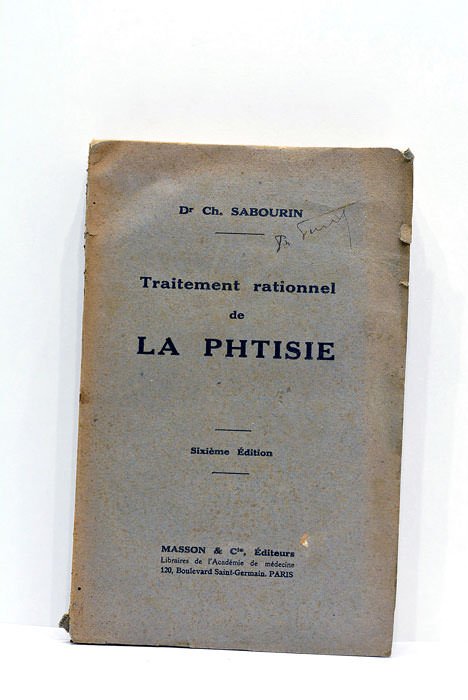 Dr Ch. SABOURIN
Traitement rationnel
de
LA PHTISIE
Sixième Édition
MASSON & Cie, Éditeurs
Libraires de l'Académie de médecine
120, Boulevard Saint-Germain. PARIS